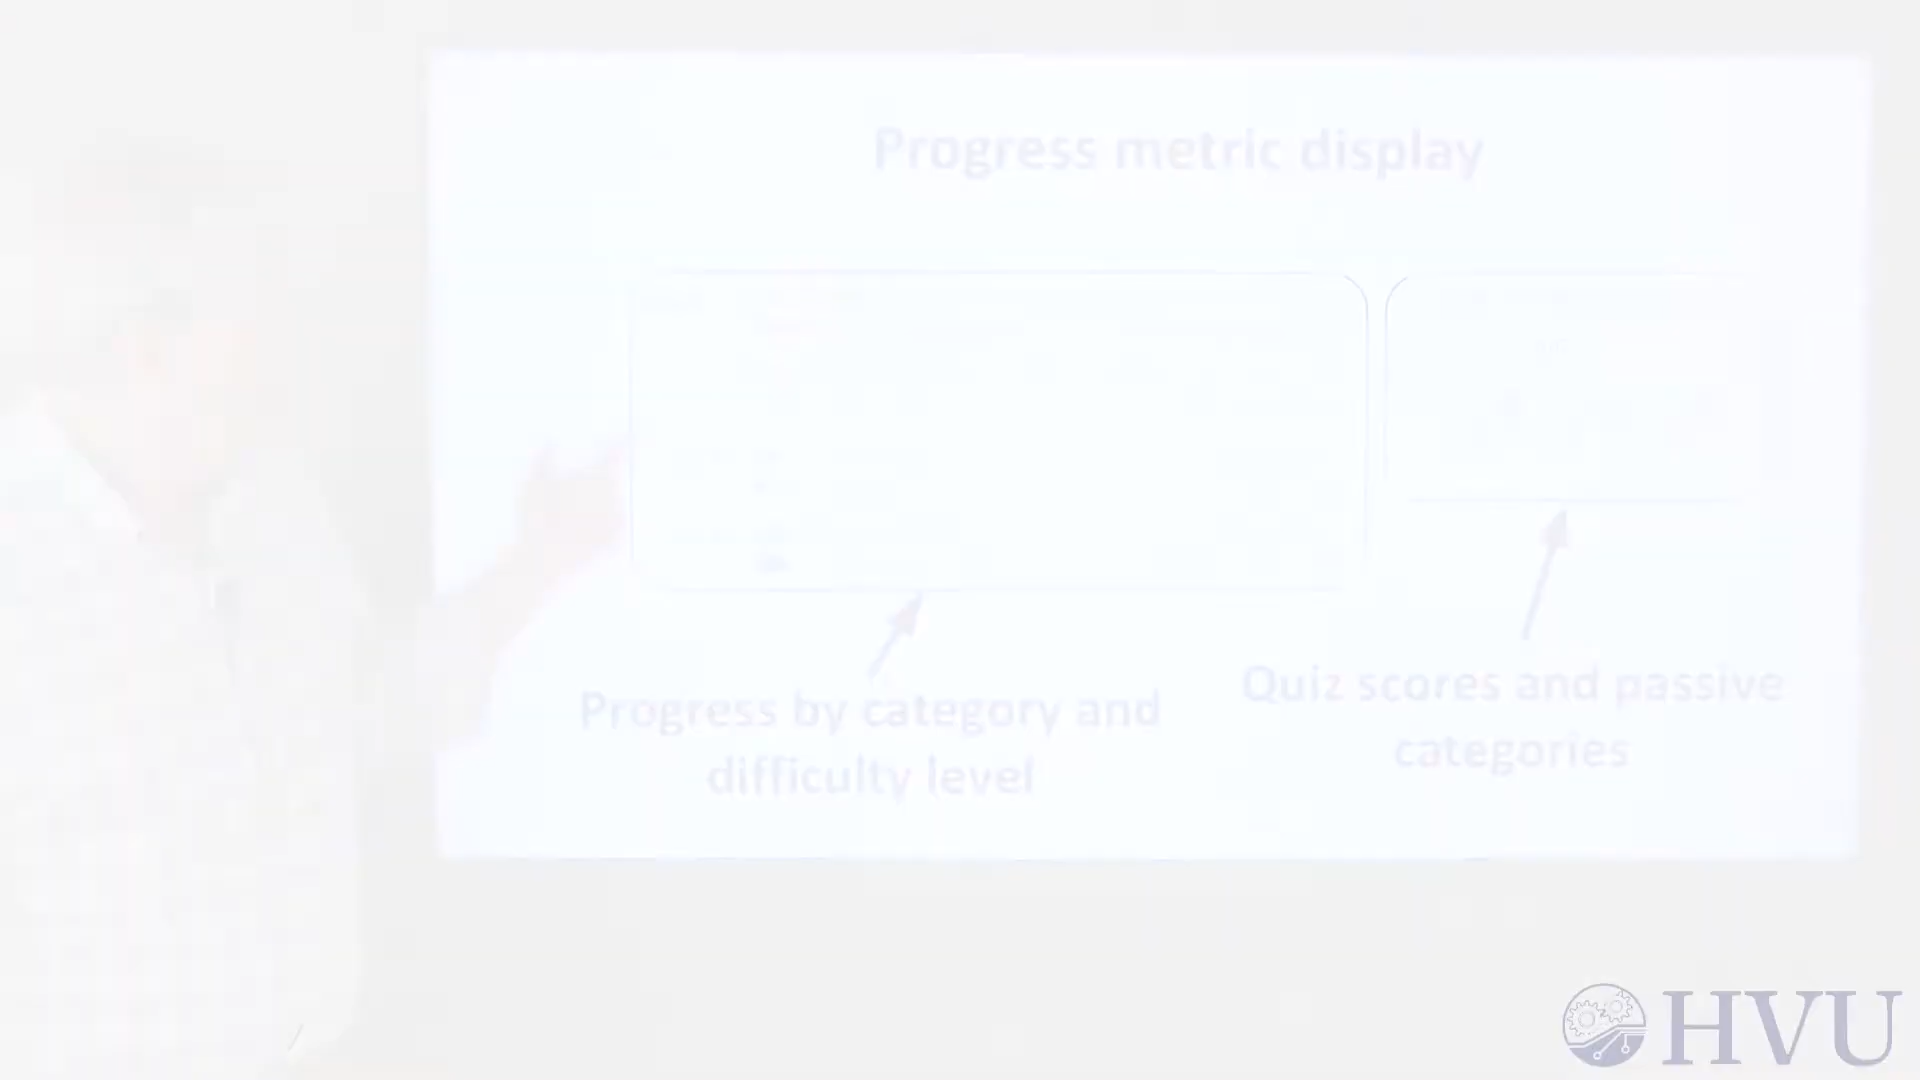 Progress metric display
Progress by category and
difficulty level
Quiz scores and passive
categories
HVU